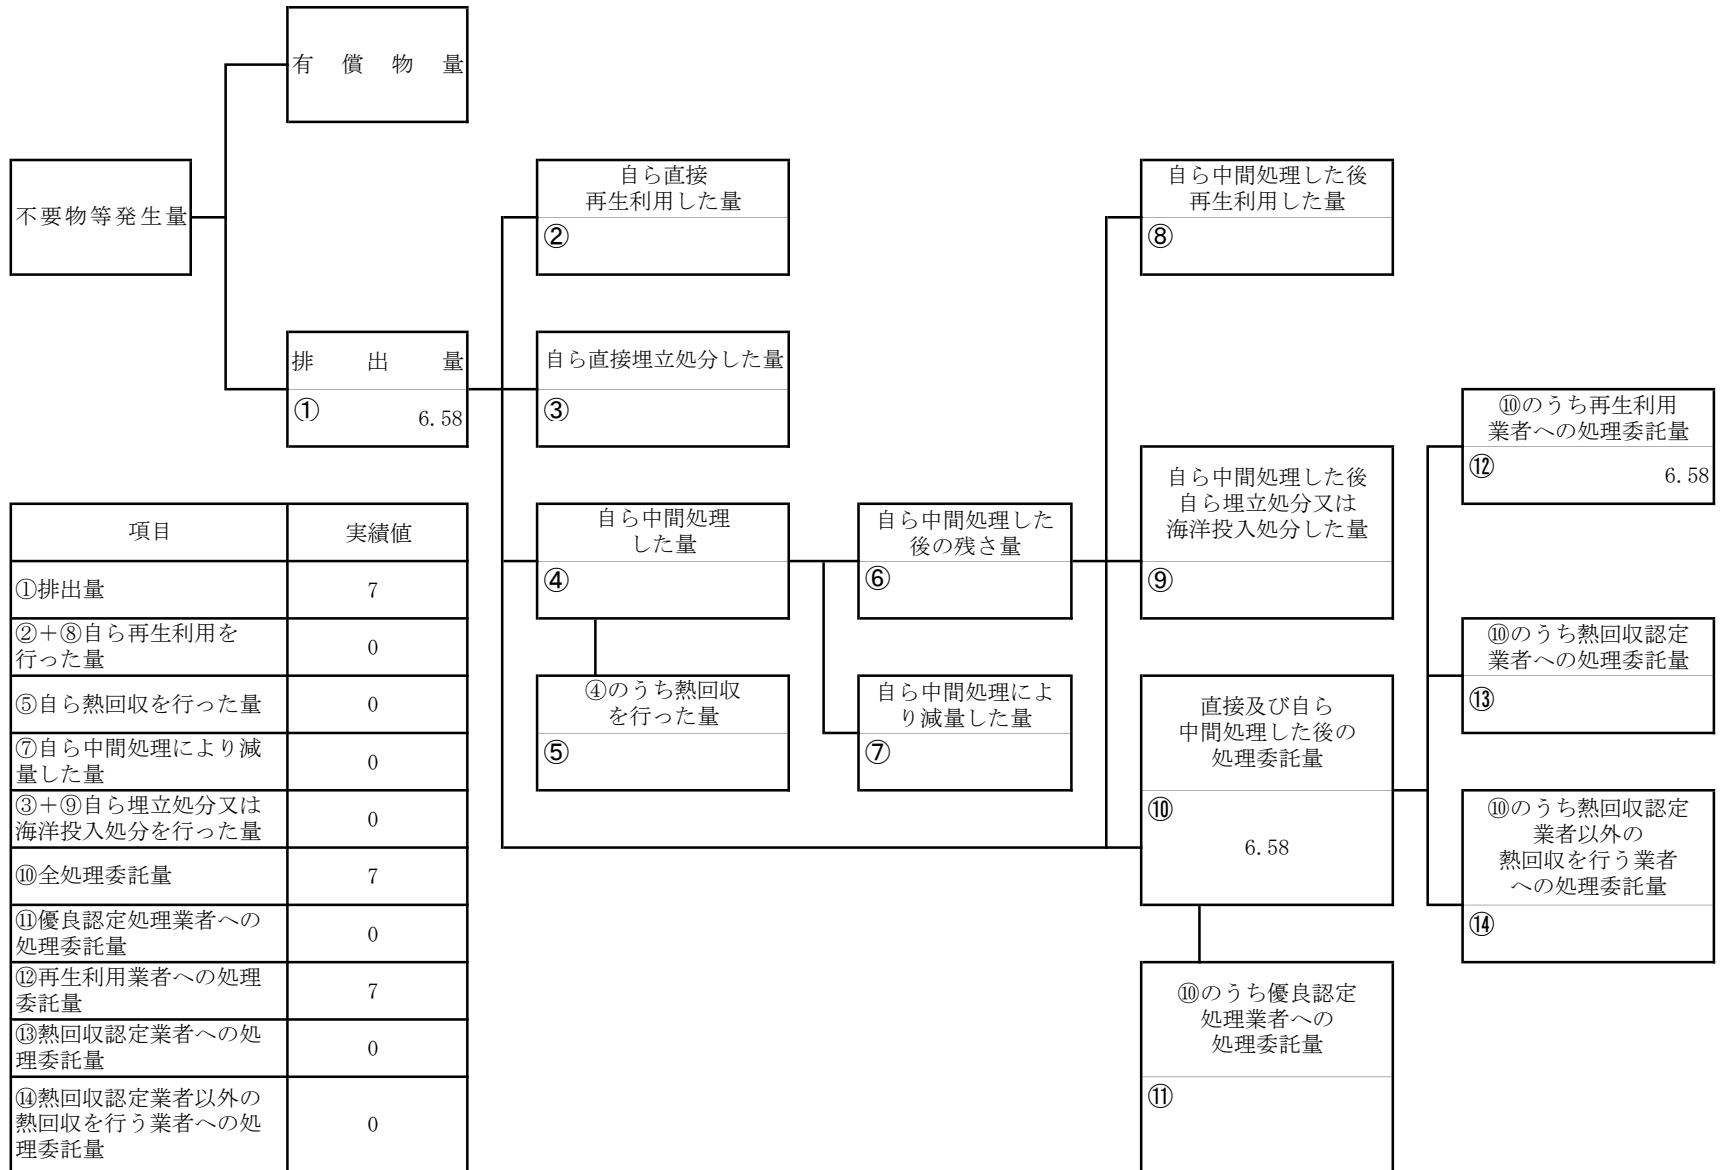 有償物量
不要物等発生量
排出量
①
6.58
自ら直接
再生利用した量
②
自ら直接埋立処分した量
③
自ら中間処理
した量
④
④のうち熱回収
を行った量
⑤
自ら中間処理した
後の残さ量
⑥
自ら中間処理によ
り減量した量
⑦
自ら中間処理した後
再生利用した量
⑧
自ら中間処理した後
自ら埋立処分又は
海洋投入処分した量
⑨
直接及び自ら
中間処理した後の
処理委託量
⑩
6.58
⑩のうち優良認定
処理業者への
処理委託量
⑪
⑩のうち再生利用
業者への処理委託量
⑫
6.58
⑩のうち熱回収認定
業者への処理委託量
⑬
⑩のうち熱回収認定
業者以外の
熱回収を行う業者
への処理委託量
⑭
項目 実績値
①排出量 7
②＋⑧自ら再生利用を
行った量 0
⑤自ら熱回収を行った量 0
⑦自ら中間処理により減
量した量 0
③＋⑨自ら埋立処分又は
海洋投入処分を行った量 0
⑩全処理委託量 7
⑪優良認定処理業者への
処理委託量 0
⑫再生利用業者への処理
委託量 7
⑬熱回収認定業者への処
理委託量 0
⑭熱回収認定業者以外の
熱回収を行う業者への処 0
理委託量